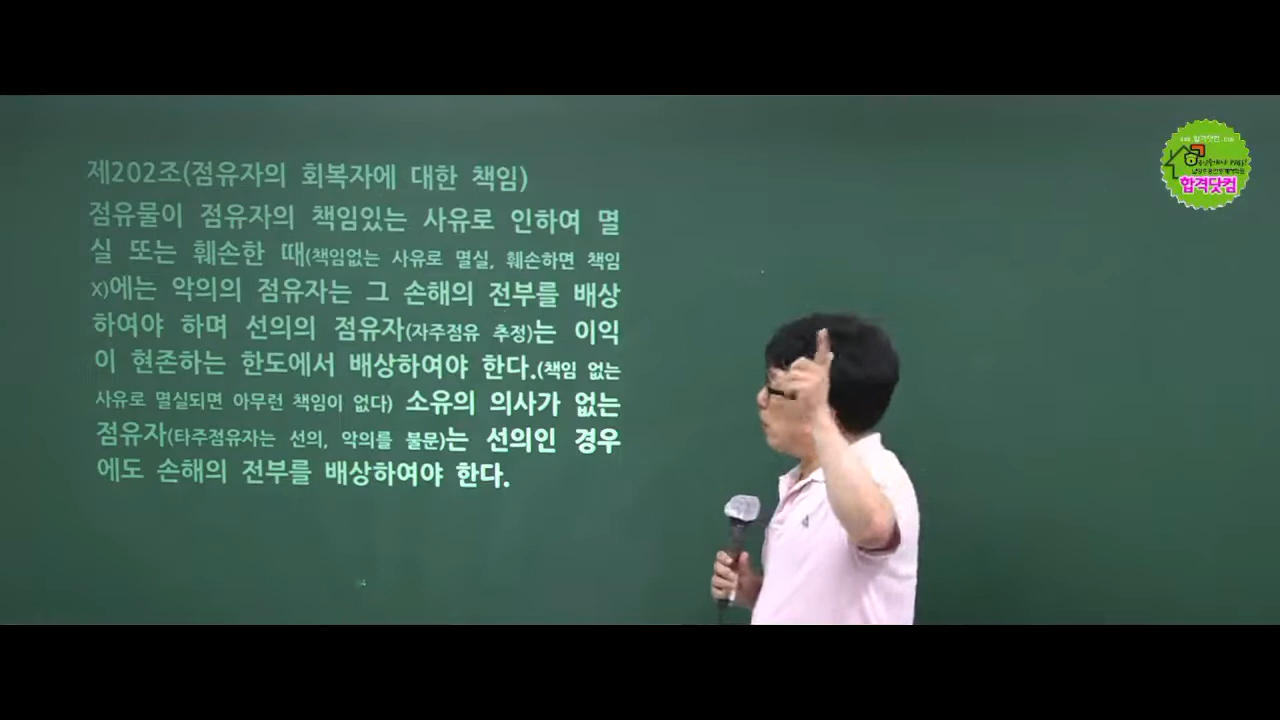 제202조(점유자의 회복자에 대한 책임)
점유물이 점유자의 책임있는 사유로 인하여 멸
실 또는 훼손한 때(책임없는 사유로 멸실, 훼손하면 책임
X)에는 악의의 점유자는 그 손해의 전부를 배상
하여야 하며 선의의 점유자(자주점유 추정)는 이익
이 현존하는 한도에서 배상하여야 한다.(책임 없는
사유로 멸실되면 아무런 책임이 없다) 소유의 의사가 없는
점유자(타주점유자는 선의, 악의를 불문)는 선의인 경우
에도 손해의 전부를 배상하여야 한다.
합격닷컴